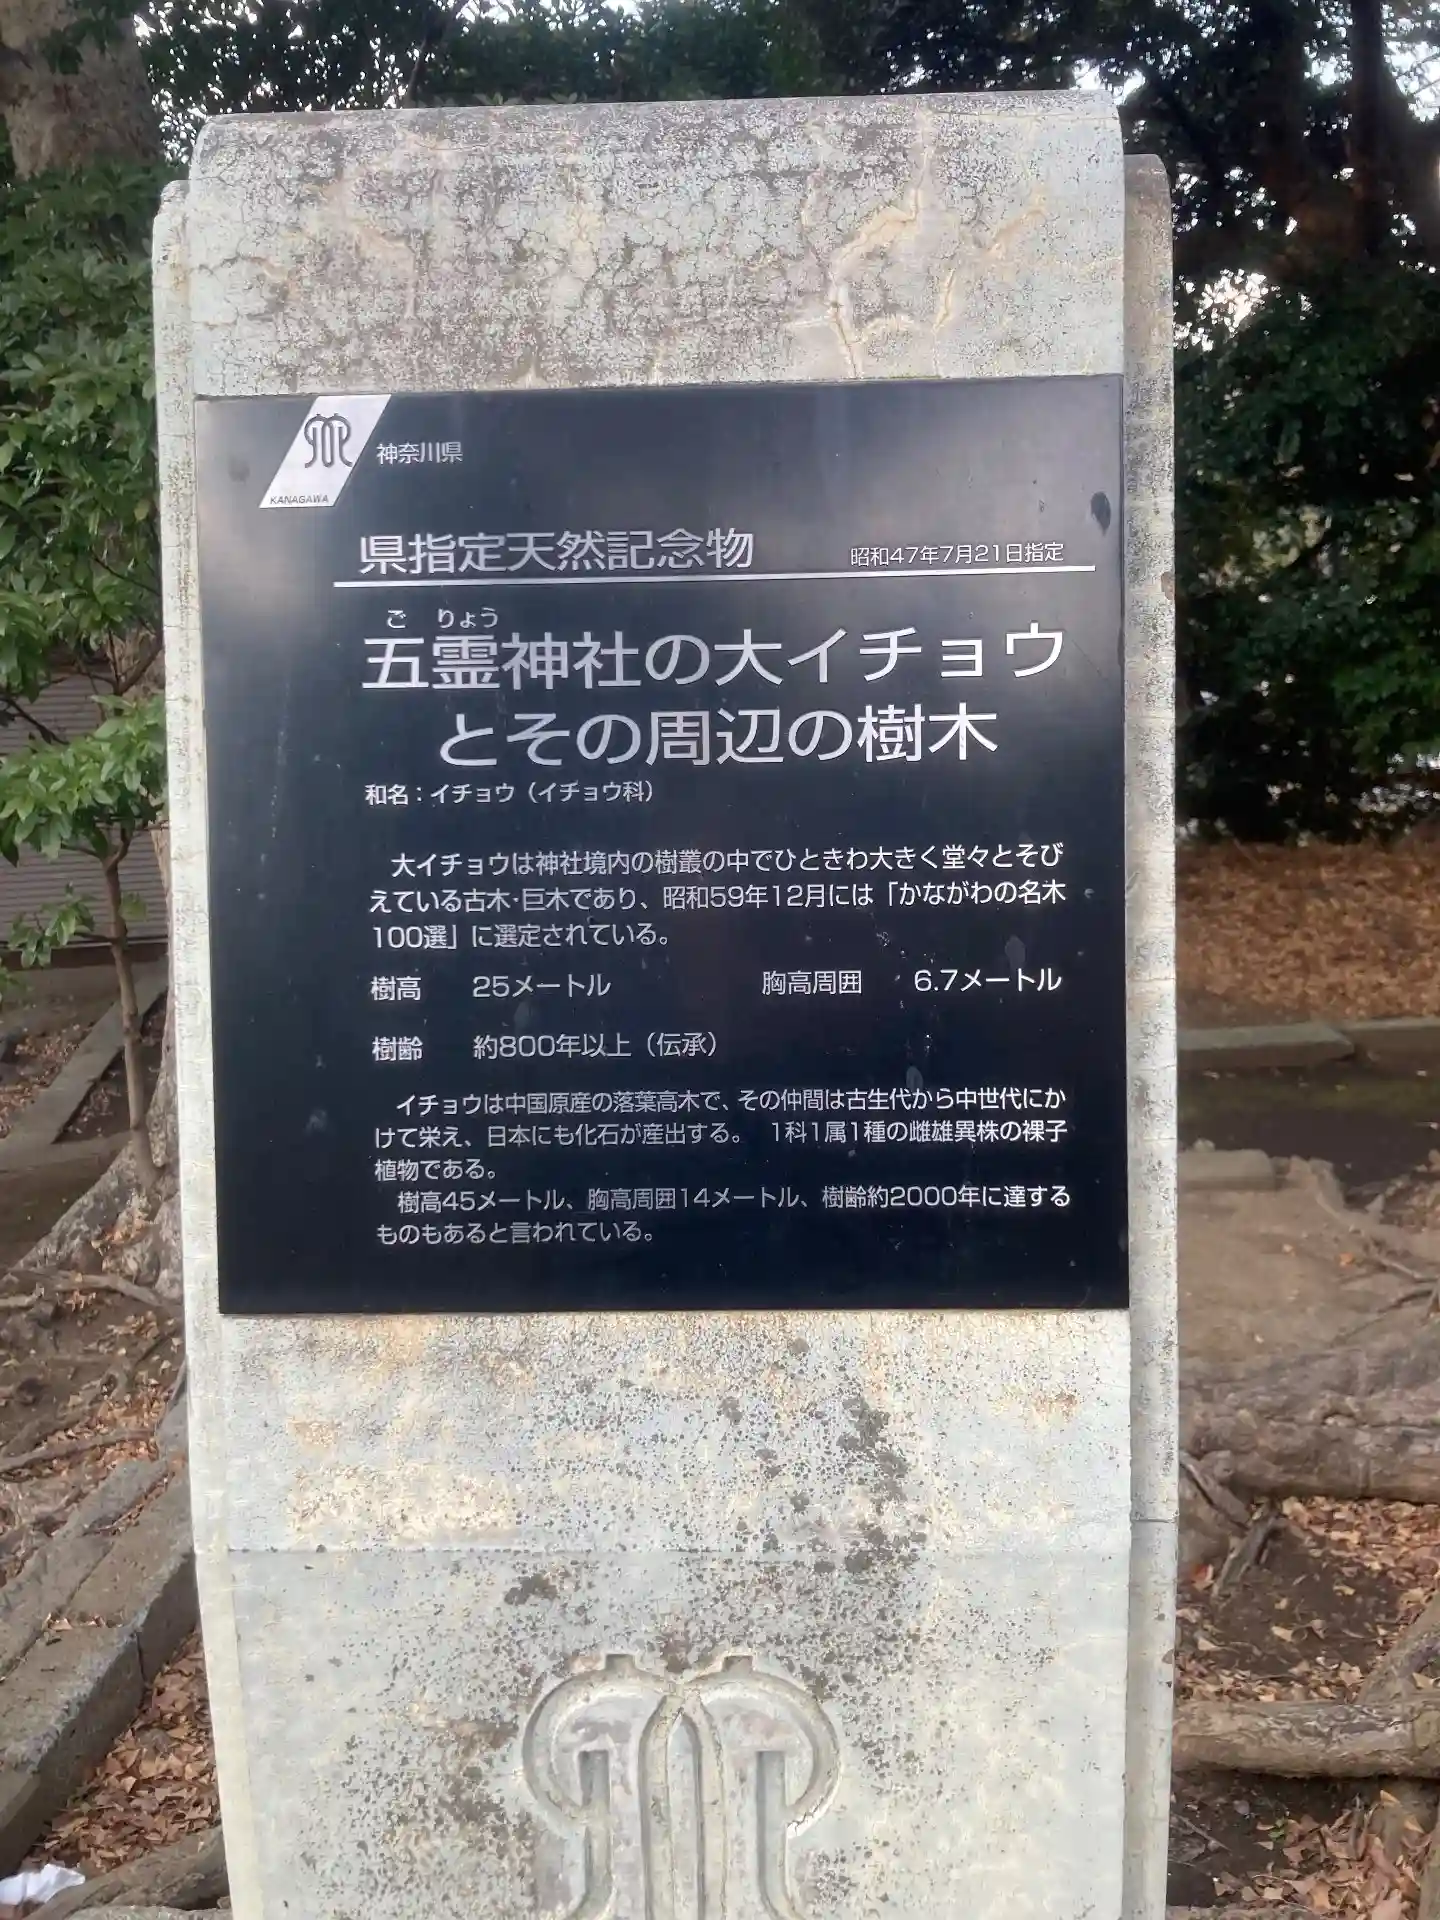 KANAGAWA
神奈川県
県指定天然記念物 昭和47年7月21日指定
ご りょう
五霊神社の大イチョウ
とその周辺の樹木
和名:イチョウ(イチョウ科)
大イチョウは神社境内の樹叢の中でひときわ大きく堂々とそび
えている古木·巨木であり、昭和59年12月には「かながわの名木
100選」に選定されている。
樹高 25メートル 胸高周囲 6.7メートル
樹齢 約800年以上(伝承)
イチョウは中国原産の落葉高木で、その仲間は古生代から中世代にか
けて栄え、日本にも化石が産出する。 1科1属1種の雌雄異株の裸子
植物である。
樹高45メートル、胸高周囲14メートル、樹齢約2000年に達する
ものもあると言われている。